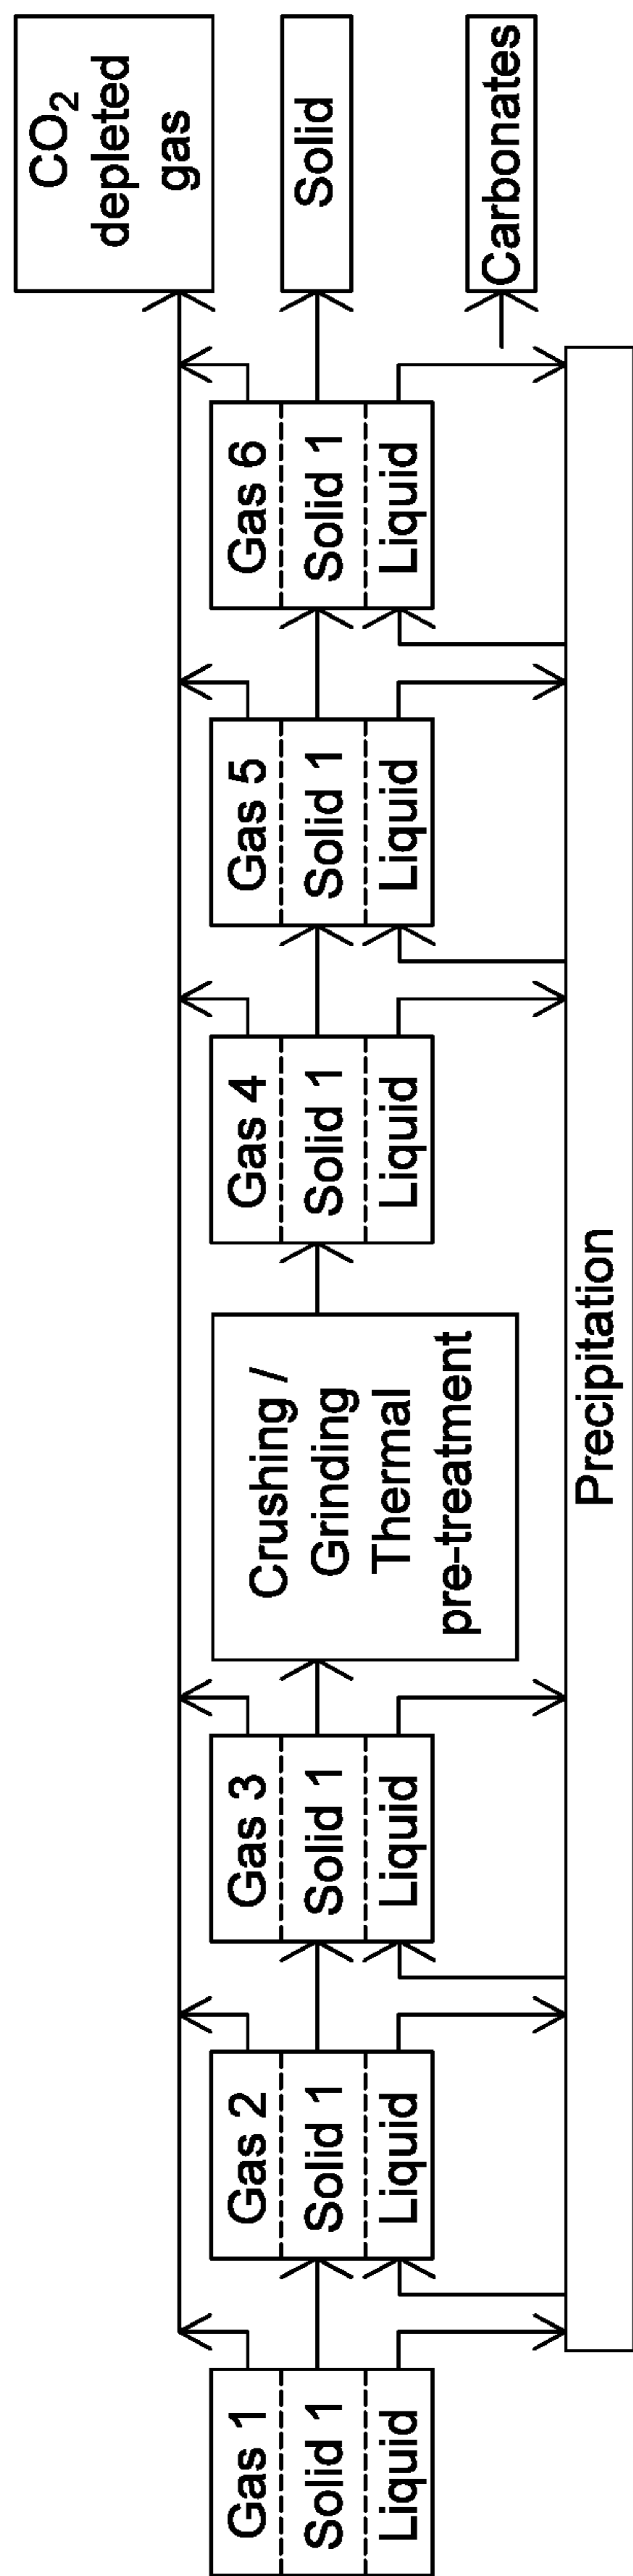 Gas 1
Solid 1
Liquid
Gas 2
Solid 1
Liquid
Gas 3
Solid 1
Liquid
Crushing /
Grinding
Thermal
pre-treatment
Gas 4
Solid 1
Liquid
Gas 5
Solid 1
Liquid
Gas 6
Solid 1
Liquid
CO₂
depleted
gas
Solid
Carbonates
Precipitation